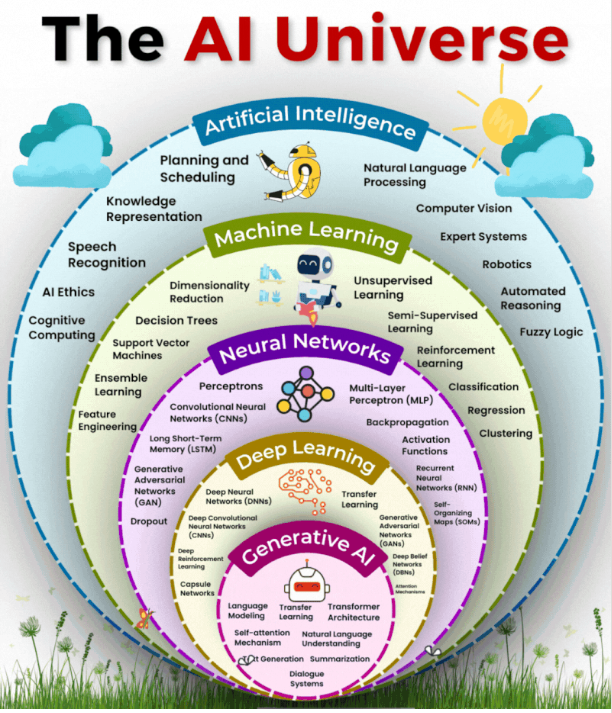 The AI Universe
Artificial Intelligence
Planning and
Scheduling
Natural Language
Processing
Knowledge
Representation
Computer Vision
Speech
Recognition
Expert Systems
Robotics
AI Ethics
Automated
Reasoning
Cognitive
Computing
Fuzzy Logic
Machine Learning
Dimensionality
Reduction
Unsupervised
Learning
Decision Trees
Semi-Supervised
Learning
Support Vector
Machines
Reinforcement
Learning
Ensemble
Learning
Classification
Feature
Engineering
Regression
Clustering
Neural Networks
Perceptrons
Multi-Layer
Perceptron (MLP)
Convolutional Neural
Networks (CNNs)
Backpropagation
Long Short-Term
Memory (LSTM)
Activation
Functions
Generative
Adversarial
Networks
(GAN)
Recurrent
Neural
Networks (RNN)
Dropout
Self-
Organizing
Maps (SOMs)
Deep Learning
Deep Neural
Networks (DNNs)
Transfer
Learning
Deep Convolutional
Neural Networks
(CNNs)
Generative
Adversarial
Networks
(GANs)
Deep
Reinforcement
Learning
Deep Belief
Networks
(DBNs)
Capsule
Networks
Attention
Mechanisms
Generative AI
Language
Modeling
Transfer
Learning
Transformer
Architecture
Self-attention
Mechanism
Natural Language
Understanding
Generation
Summarization
Dialogue
Systems